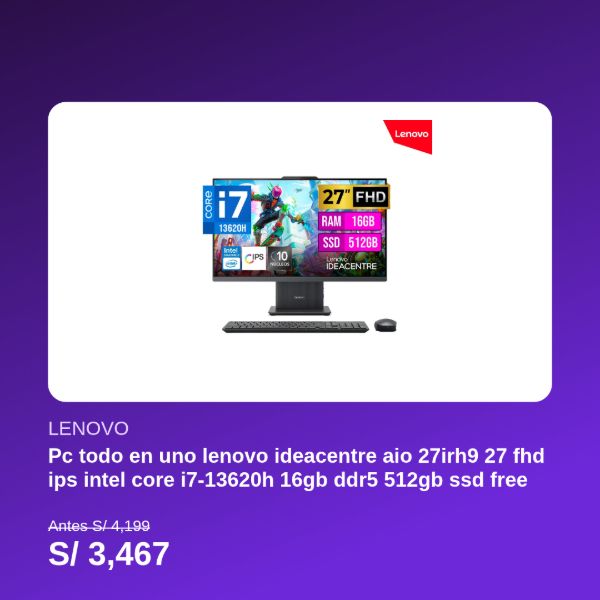 Lenovo
CORE
i7
13620H
27" FHD
RAM 16GB
SSD 512GB
intel
IPS
10
NÚCLEOS
Lenovo
IDEACENTRE
LENOVO
Pc todo en uno lenovo ideacentre aio 27irh9 27 fhd
ips intel core i7-13620h 16gb ddr5 512gb ssd free
Antes S/ 4,199
S/ 3,467